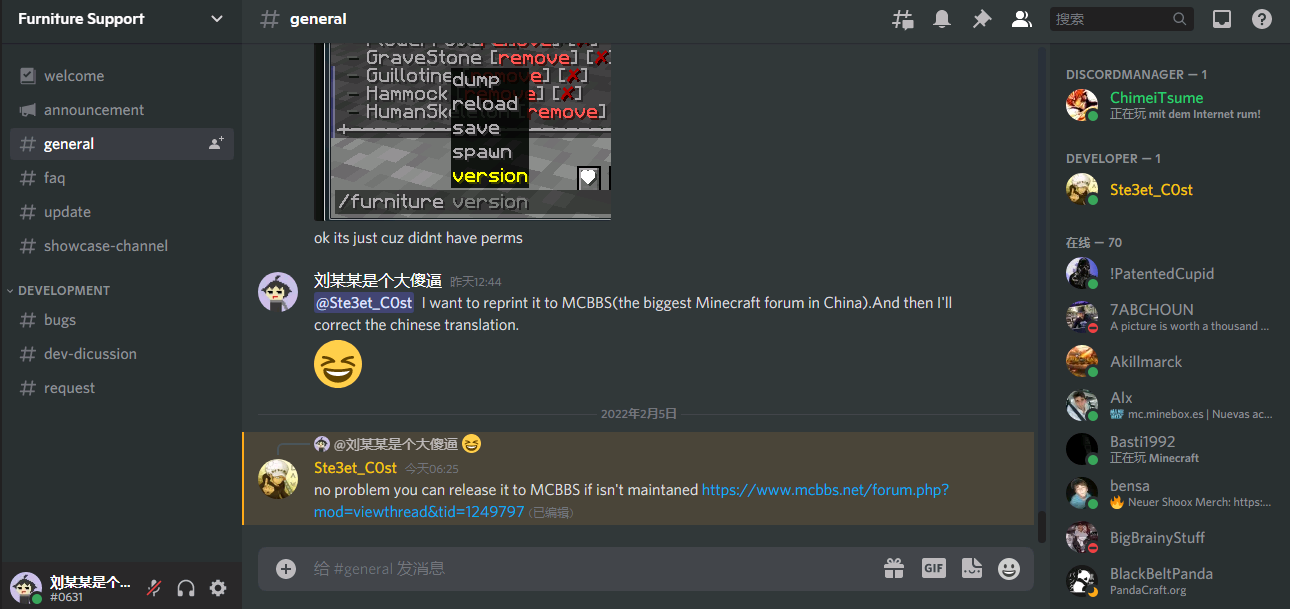 Furniture Support
welcome
announcement
general
faq
update
showcase-channel
DEVELOPMENT
bugs
dev-dicussion
request
刘某某是个...
#0631
general
搜索
- GraveStone [remove] [✗]
- Guillotine
- Hammock
- HumanSkeleton [remove]
dump
reload
save
spawn
version
/furniture version
ok its just cuz didnt have perms
刘某某是个大傻逼 昨天12:44
@Ste3et_C0st I want to reprint it to MCBBS(the biggest Minecraft forum in China).And then I'll
correct the chinese translation.
2022年2月5日
@刘某某是个大傻逼
Ste3et_C0st 今天06:25
no problem you can release it to MCBBS if isn't maintaned https://www.mcbbs.net/forum.php?
mod=viewthread&tid=1249797 (已编辑)
给 #general 发消息
GIF
DISCORDMANAGER — 1
ChimeiTsume
正在玩 mit dem Internet rum!
DEVELOPER — 1
Ste3et_C0st
在线 — 70
!PatentedCupid
7ABCHOUN
A picture is worth a thousand ...
Akillmarck
Alx
mc.minebox.es | Nuevas ac...
Basti1992
正在玩 Minecraft
bensa
Neuer Shoox Merch: https:...
BigBrainyStuff
BlackBeltPanda
PandaCraft.org